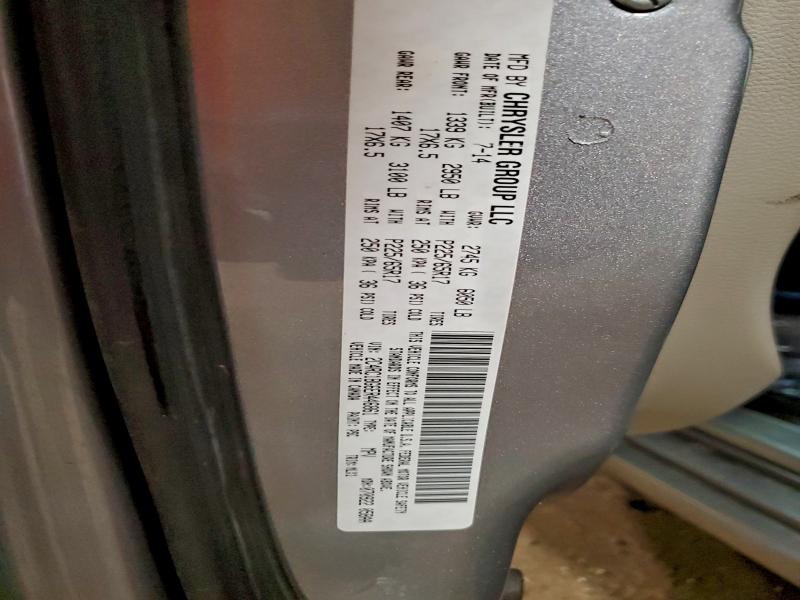 MFD BY CHRYSLER GROUP LLC
DATE OF MFR(BUILT): 7-14 GVWR: 2745 KG 6050 LB
GAWR FRONT: 1339 KG 2950 LB WITH P225/65R17 TIRES
17X6.5 RIMS AT 250 KPA ( 36 PSI) COLD
GAWR REAR: 1407 KG 3100 LB WITH P225/65R17 TIRES
17X6.5 RIMS AT 250 KPA ( 36 PSI) COLD
THIS VEHICLE CONFORMS TO ALL APPLICABLE U.S.A. FEDERAL MOTOR VEHICLE SAFETY
STANDARDS IN EFFECT ON THE DATE OF MANUFACTURE SHOWN ABOVE.
VIN: TYPE: MPV
VEHICLE MADE IN CANADA PAINT: PSC